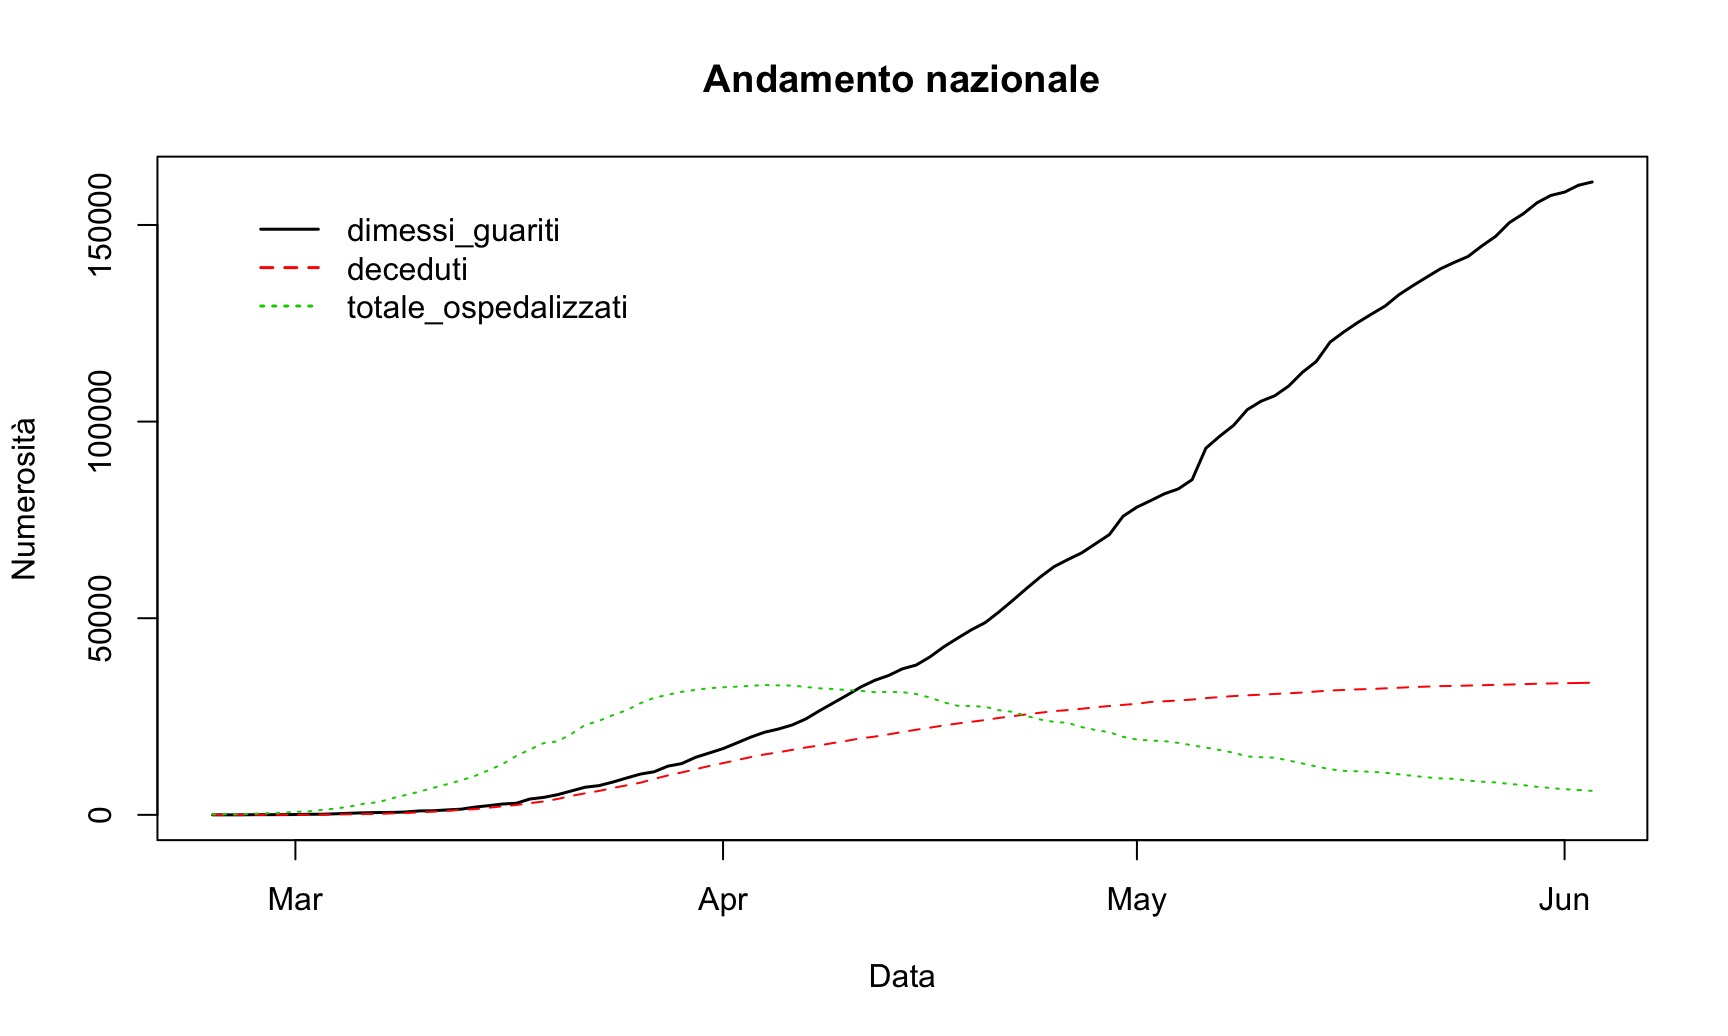 Andamento nazionale
dimessi_guariti
deceduti
totale_ospedalizzati
Numerosità
150000
100000
50000
0
Mar Apr May Jun
Data